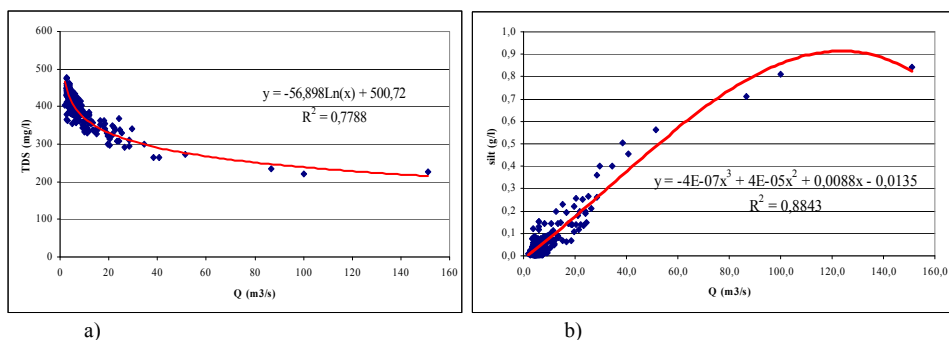 600
500
400
300
200
100
0
TDS (mg/l)
y = -56,898Ln(x) + 500,72
R² = 0,7788
0 20 40 60 80 100 120 140 160
Q (m3/s)
a)
1,0
0,9
0,8
0,7
0,6
0,5
0,4
0,3
0,2
0,1
0,0
silt (g/l)
y = -4E-07x³ + 4E-05x² + 0,0088x - 0,0135
R² = 0,8843
0,0 20,0 40,0 60,0 80,0 100,0 120,0 140,0 160,0
Q (m3/s)
b)